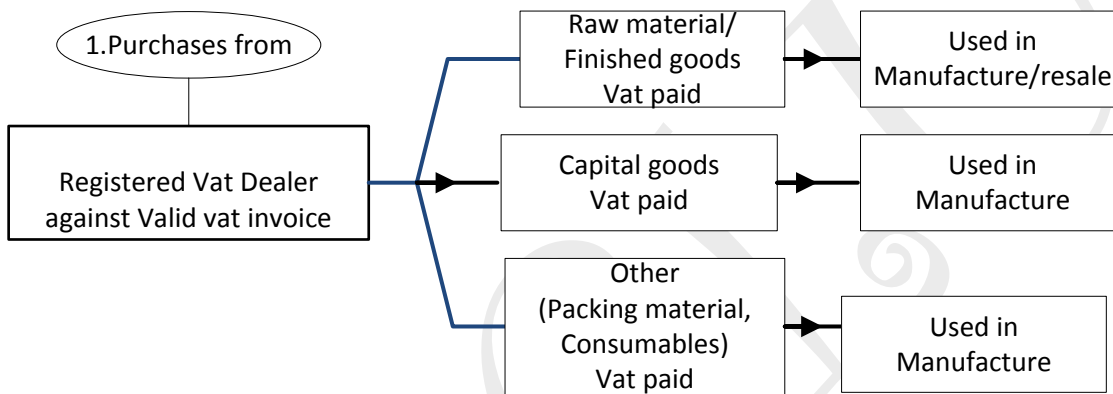 1.Purchases from
Registered Vat Dealer
against Valid vat invoice
Raw material/
Finished goods
Vat paid
Used in
Manufacture/resale
Capital goods
Vat paid
Used in
Manufacture
Other
(Packing material,
Consumables)
Vat paid
Used in
Manufacture